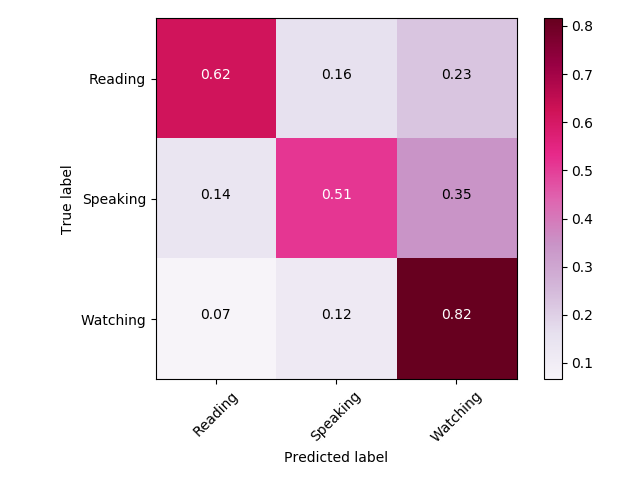 Reading 0.62 0.16 0.23
Speaking 0.14 0.51 0.35
Watching 0.07 0.12 0.82
Reading Speaking Watching
Predicted label
True label
0.8
0.7
0.6
0.5
0.4
0.3
0.2
0.1